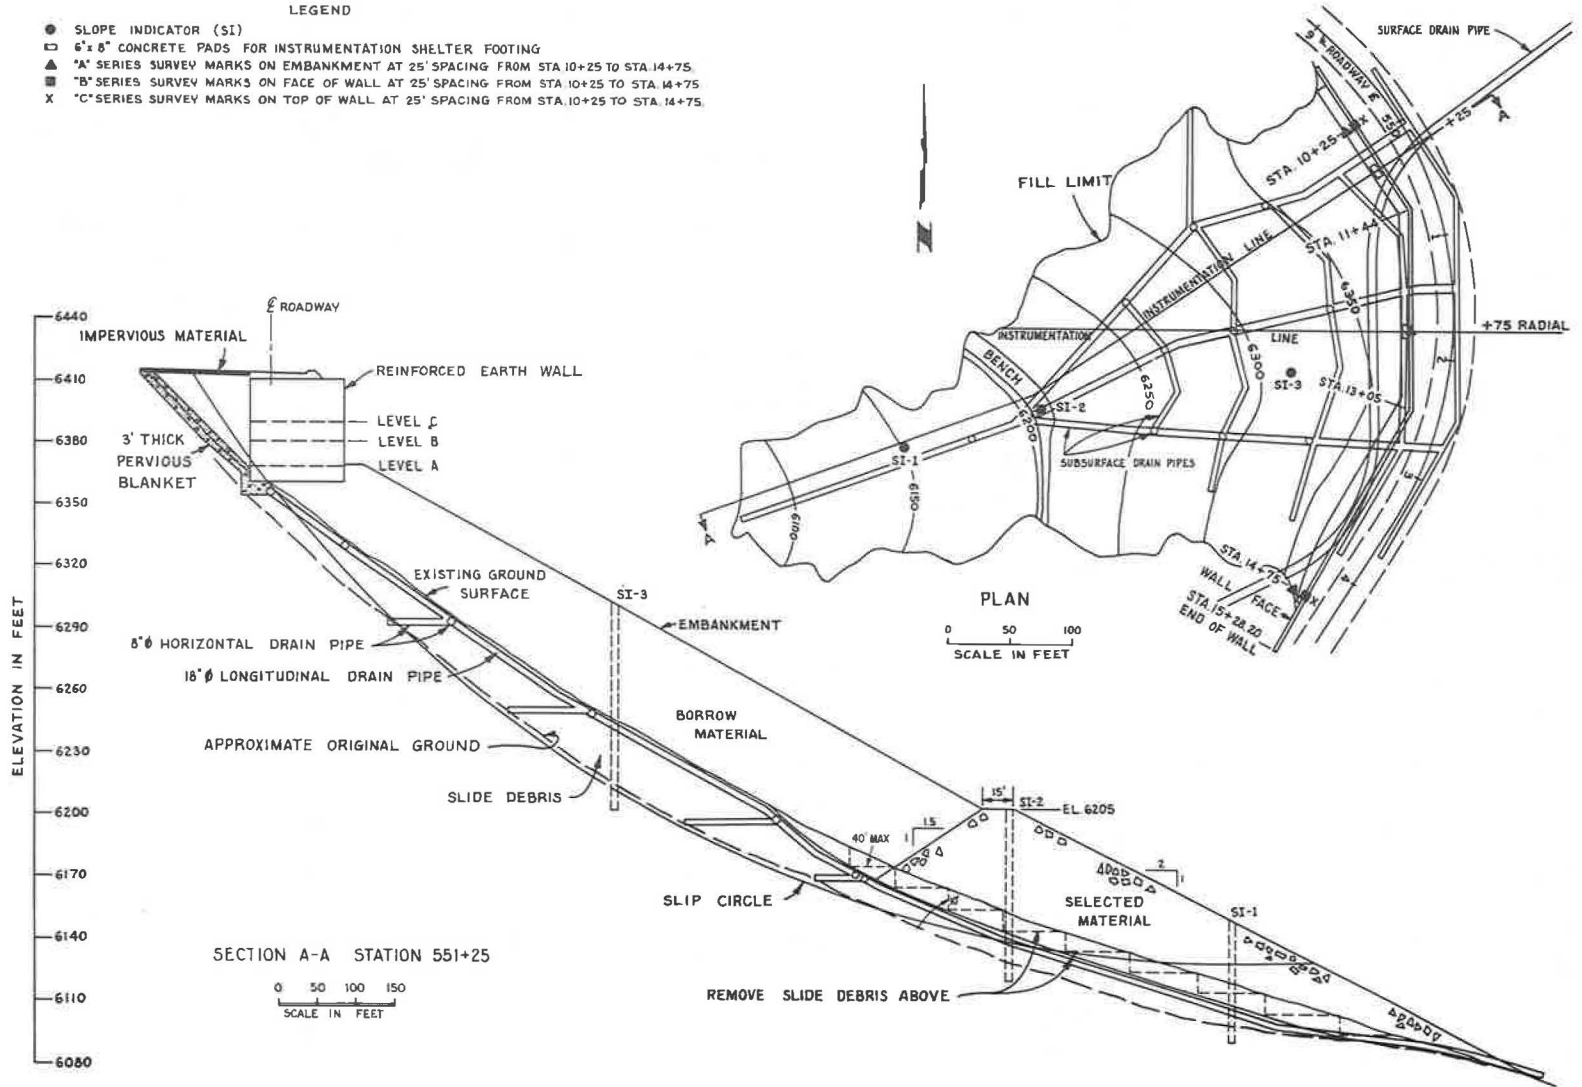 LEGEND
SLOPE INDICATOR (SI)
6'x 8" CONCRETE PADS FOR INSTRUMENTATION SHELTER FOOTING
"A" SERIES SURVEY MARKS ON EMBANKMENT AT 25' SPACING FROM STA. 10+25 TO STA. 14+75.
"B" SERIES SURVEY MARKS ON FACE OF WALL AT 25' SPACING FROM STA. 10+25 TO STA. 14+75
X "C" SERIES SURVEY MARKS ON TOP OF WALL AT 25' SPACING FROM STA. 10+25 TO STA. 14+75.
SURFACE DRAIN PIPE
ROADWAY ℄
550
+25
A
STA. 10+25
X
FILL LIMIT
N
INSTRUMENTATION LINE
STA. 11+44
1
6350
INSTRUMENTATION LINE
+75 RADIAL
BENCH
6300
2
6250
SI-3
STA. 13+05
SI-2
6200
SI-1
SUBSURFACE DRAIN PIPES
3
6150
6100
A
STA. 14+75
X
4
WALL FACE
STA. 15+28.20
END OF WALL
PLAN
0 50 100
SCALE IN FEET
ELEVATION IN FEET
6440
6410
6380
6350
6320
6290
6260
6230
6200
6170
6140
6110
6080
℄ ROADWAY
IMPERVIOUS MATERIAL
REINFORCED EARTH WALL
LEVEL C
LEVEL B
LEVEL A
3' THICK
PERVIOUS
BLANKET
EXISTING GROUND
SURFACE
SI-3
EMBANKMENT
8"Ø HORIZONTAL DRAIN PIPE
18"Ø LONGITUDINAL DRAIN PIPE
BORROW
MATERIAL
APPROXIMATE ORIGINAL GROUND
SLIDE DEBRIS
15'
SI-2
EL. 6205
1.5
1
40' MAX
2
1
SLIP CIRCLE
SELECTED
MATERIAL
SI-1
REMOVE SLIDE DEBRIS ABOVE
SECTION A-A STATION 551+25
0 50 100 150
SCALE IN FEET